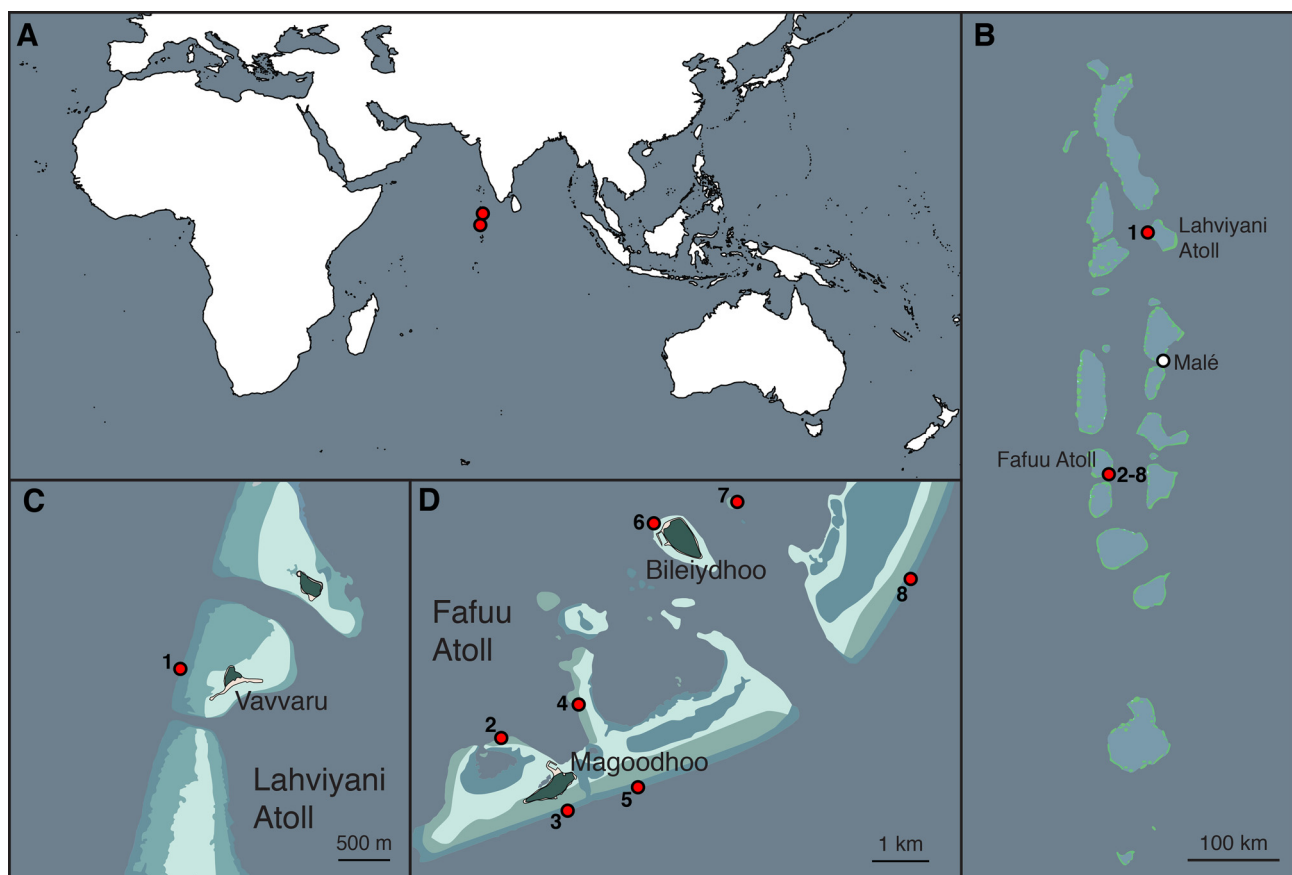 A
B
1
Lahviyani
Atoll
Malé
Fafuu Atoll
2-8
100 km
C
1
Vavvaru
Lahviyani
Atoll
500 m
D
7
6
Bileiydhoo
8
Fafuu
Atoll
4
2
Magoodhoo
5
3
1 km